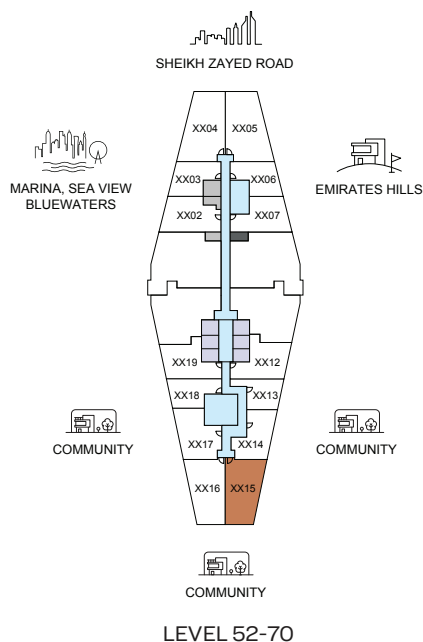 SHEIKH ZAYED ROAD
MARINA, SEA VIEW
BLUEWATERS
EMIRATES HILLS
XX04
XX05
XX03
XX06
XX02
XX07
XX19
XX12
XX18
XX13
XX17
XX14
XX16
XX15
COMMUNITY
COMMUNITY
COMMUNITY
LEVEL 52-70